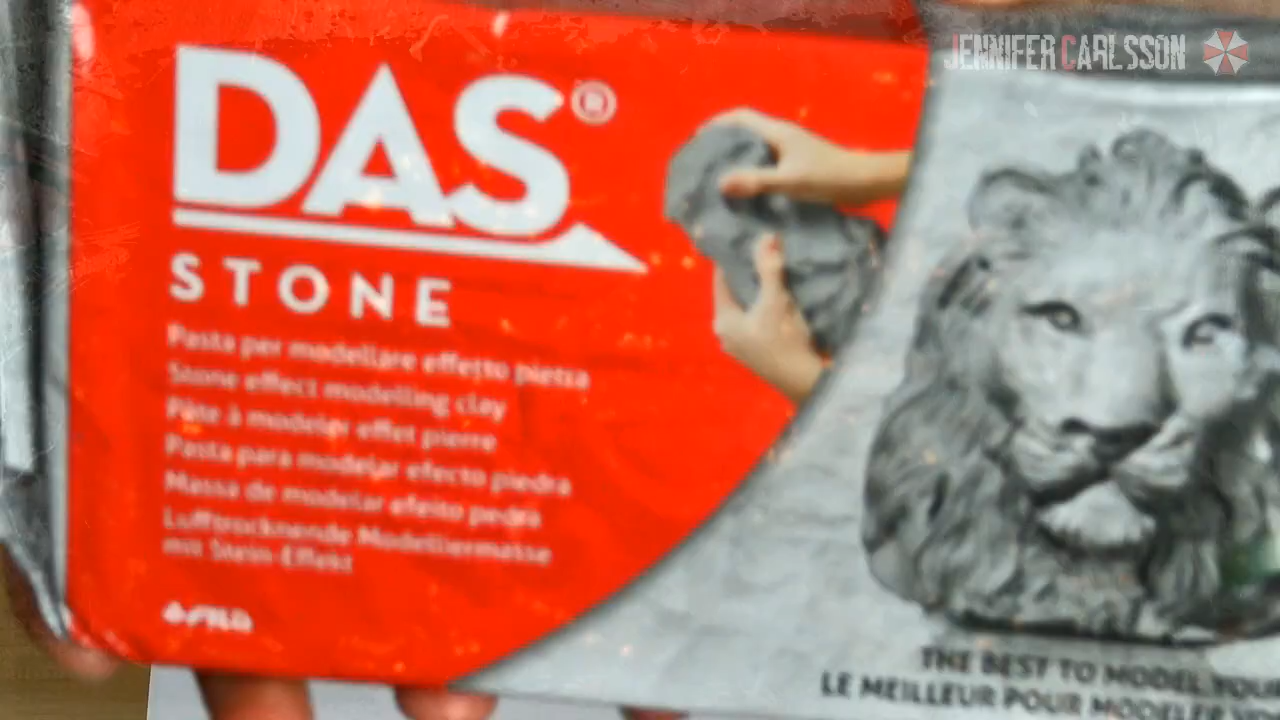 JENNIFER CARLSSON
DAS®
STONE
Pasta per modellare effetto pietra
Stone effect modelling clay
Pâte à modeler effet pierre
Pasta para modelar efecto piedra
Massa de modelar efeito pedra
Lufttrocknende Modelliermasse
mit Stein-Effekt
FILA
THE BEST TO MODEL YOUR
LE MEILLEUR POUR MODELER